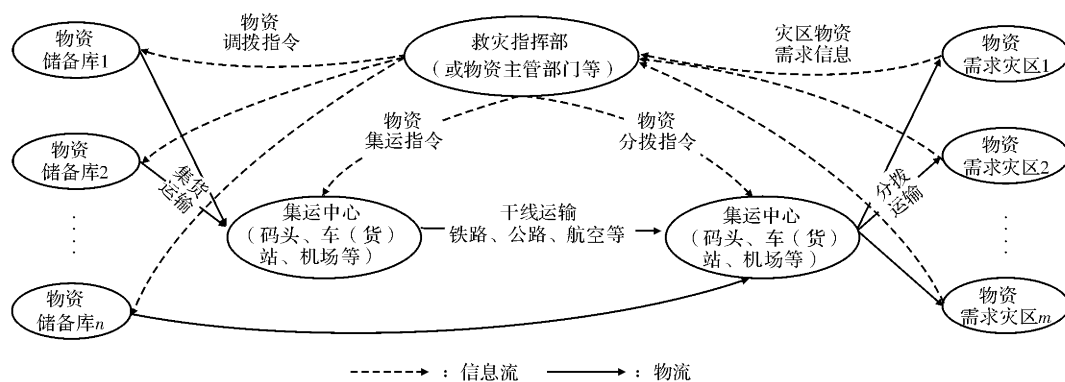 物资
储备库1
物资
调拨指令
救灾指挥部
（或物资主管部门等）
灾区物资
需求信息
物资
需求灾区1
物资
集运指令
物资
分拨指令
物资
储备库2
集货
运输
物资
需求灾区2
分拨
运输
集运中心
（码头、车（货）
站、机场等）
干线运输
铁路、公路、航空等
集运中心
（码头、车（货）
站、机场等）
物资
储备库n
物资
需求灾区m
：信息流
：物流